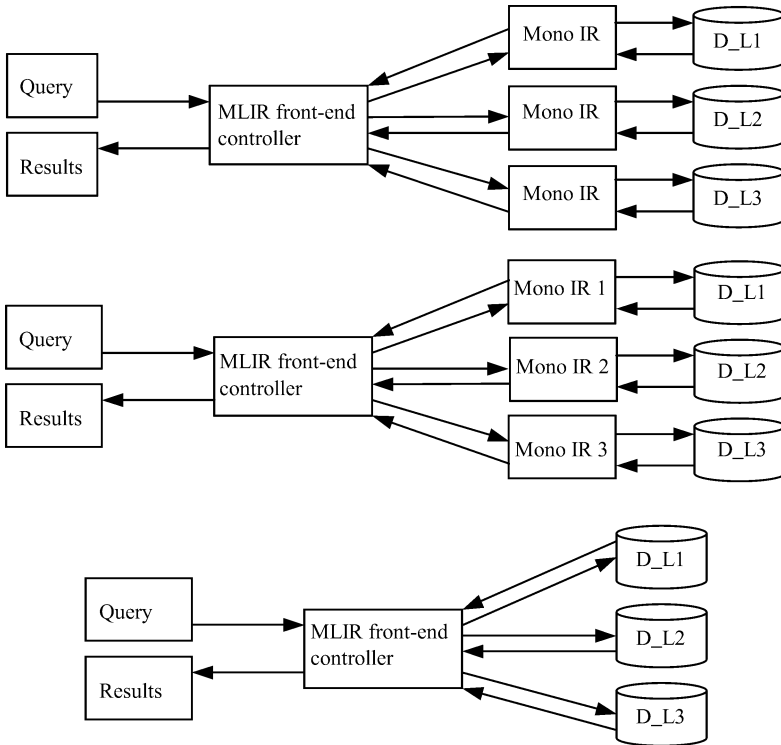 Mono IR
D_L1
Query
MLIR front-end
controller
Mono IR
D_L2
Results
Mono IR
D_L3
Mono IR 1
D_L1
Query
MLIR front-end
controller
Mono IR 2
D_L2
Results
Mono IR 3
D_L3
D_L1
Query
MLIR front-end
controller
D_L2
Results
D_L3